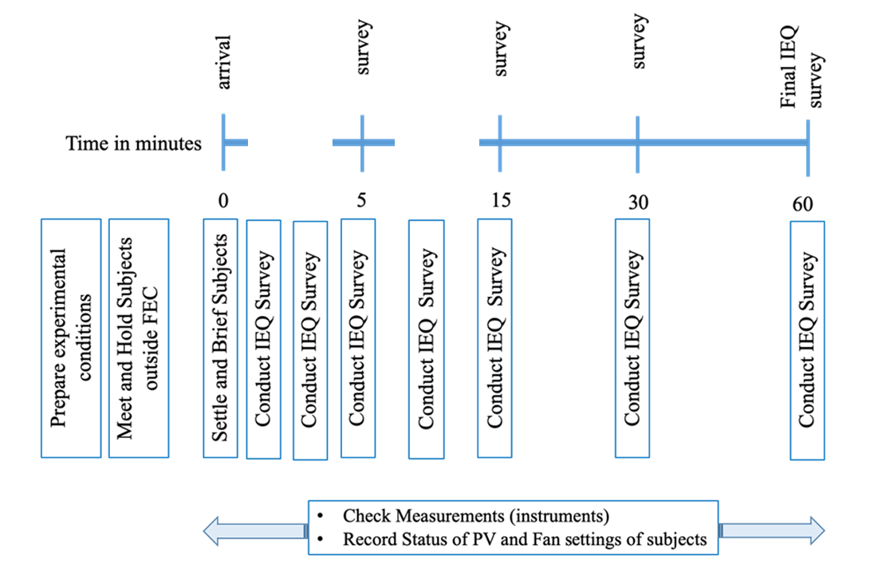 arrival
survey
survey
survey
Final IEQ
survey
Time in minutes
0
5
15
30
60
Prepare experimental
conditions
Meet and Hold Subjects
outside FEC
Settle and Brief Subjects
Conduct IEQ Survey
Conduct IEQ Survey
Conduct IEQ Survey
Conduct IEQ Survey
Conduct IEQ Survey
Conduct IEQ Survey
Conduct IEQ Survey
• Check Measurements (instruments)
• Record Status of PV and Fan settings of subjects